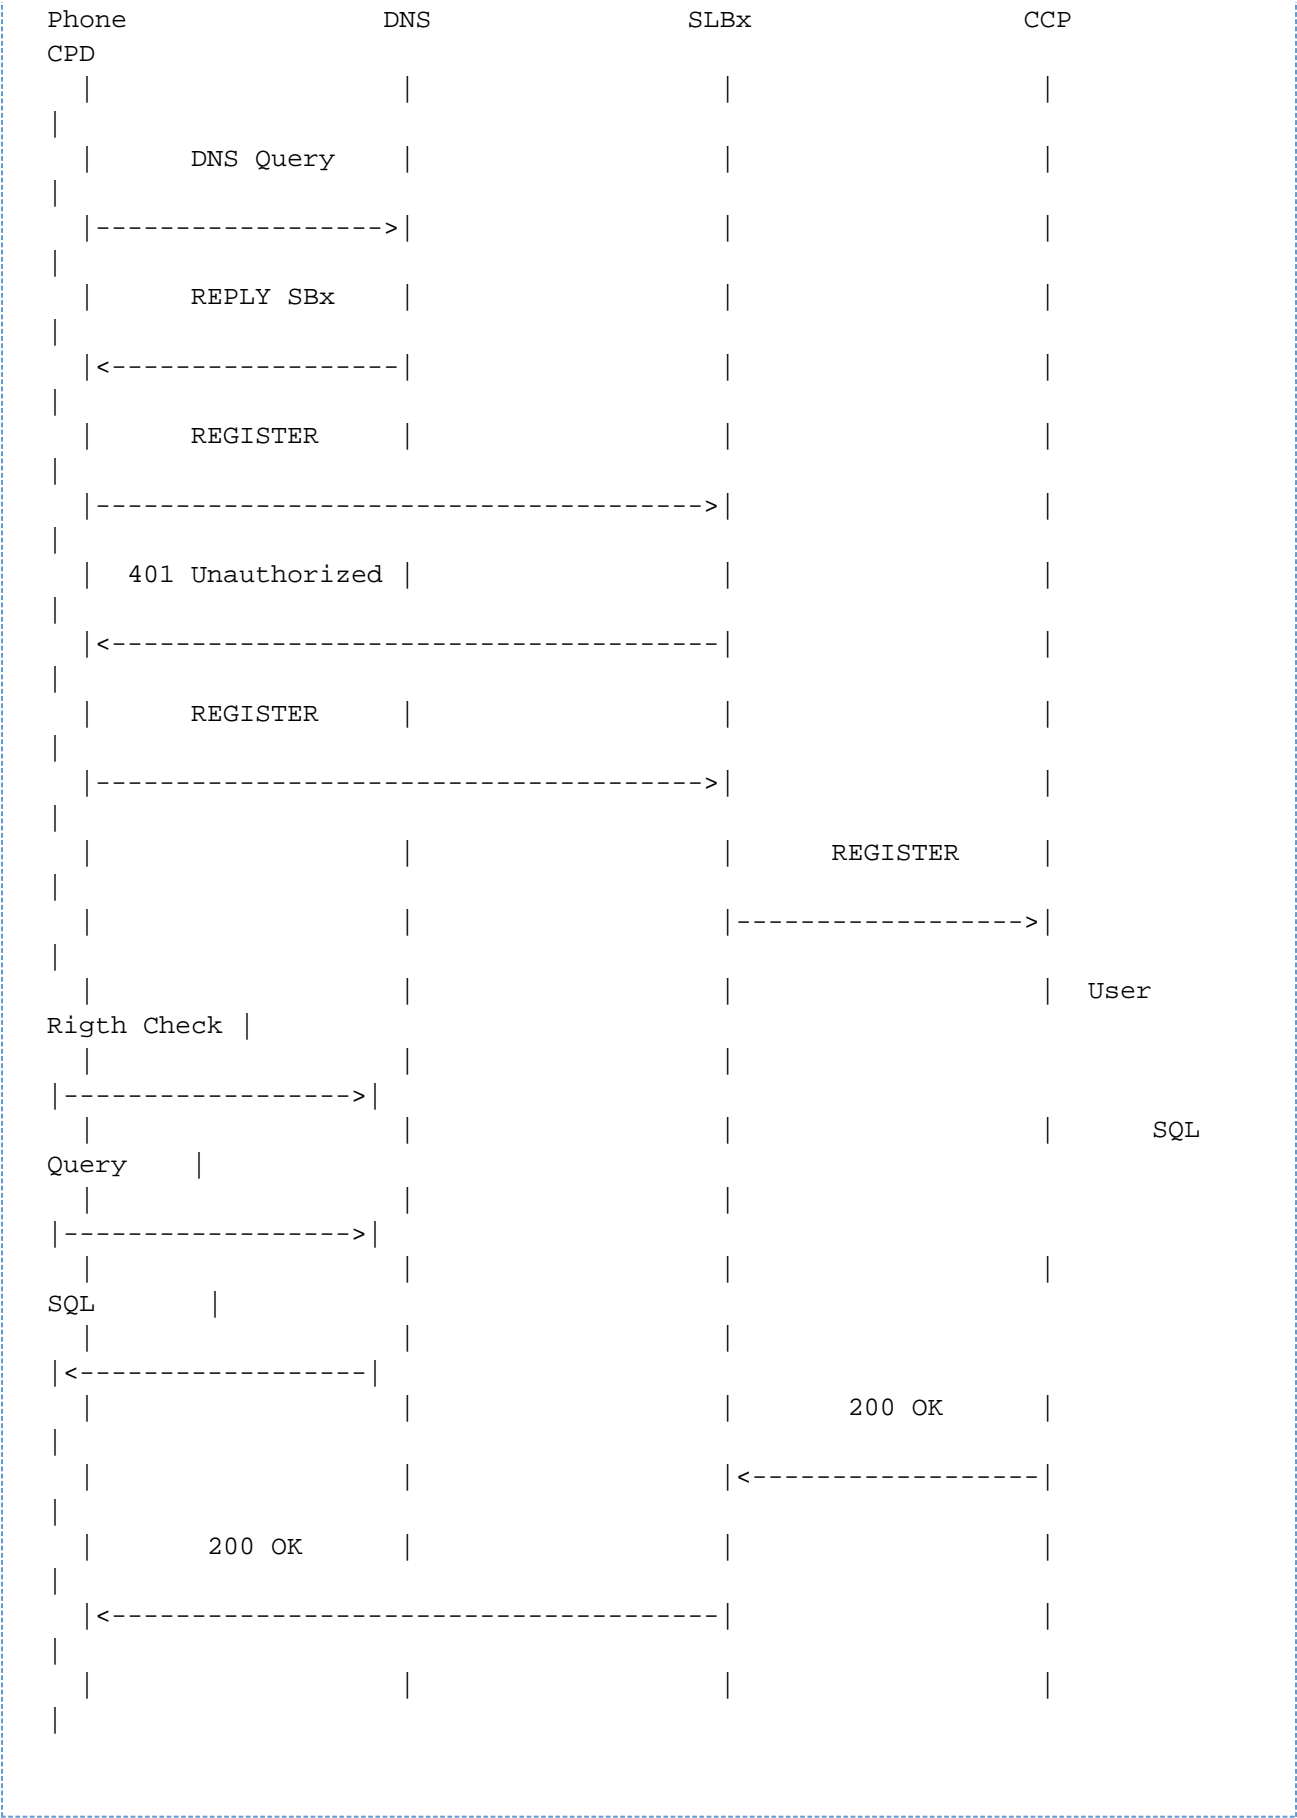 Phone                DNS                SLBx                 CCP
CPD
  |                   |                   |                   |
|
  |      DNS Query    |                   |                   |
|
  |------------------>|                   |                   |
|
  |      REPLY SBx    |                   |                   |
|
  |<------------------|                   |                   |
|
  |      REGISTER     |                   |                   |
|
  |-------------------------------------->|                   |
|
  |  401 Unauthorized |                   |                   |
|
  |<--------------------------------------|                   |
|
  |      REGISTER     |                   |                   |
|
  |-------------------------------------->|                   |
|
  |                   |                   |      REGISTER     |
|
  |                   |                   |------------------>|
|
  |                   |                   |                   |  User
Rigth Check |
  |                   |                   |
|------------------>|
  |                   |                   |                   |      SQL
Query    |
  |                   |                   |
|------------------>|
  |                   |                   |                   |
SQL       |
  |                   |                   |
|<------------------|
  |                   |                   |       200 OK      |
|
  |                   |                   |<------------------|
|
  |       200 OK      |                   |                   |
|
  |<--------------------------------------|                   |
|
  |                   |                   |                   |
|